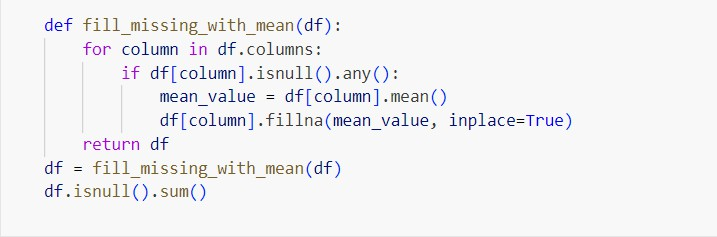 def fill_missing_with_mean(df):
    for column in df.columns:
        if df[column].isnull().any():
            mean_value = df[column].mean()
            df[column].fillna(mean_value, inplace=True)
    return df
df = fill_missing_with_mean(df)
df.isnull().sum()